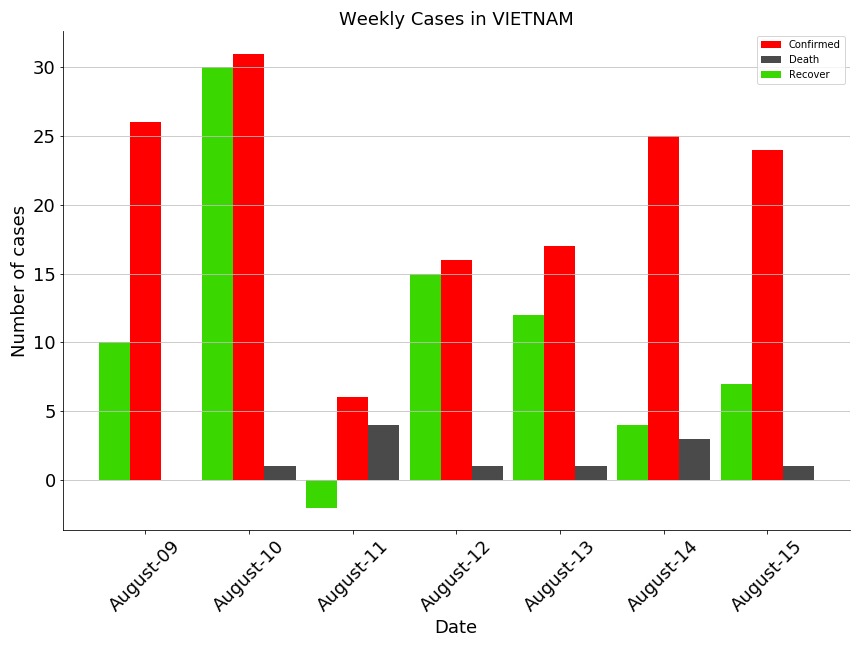 Weekly Cases in VIETNAM
Confirmed
Death
Recover
Number of cases
30
25
20
15
10
5
0
August-09
August-10
August-11
August-12
August-13
August-14
August-15
Date